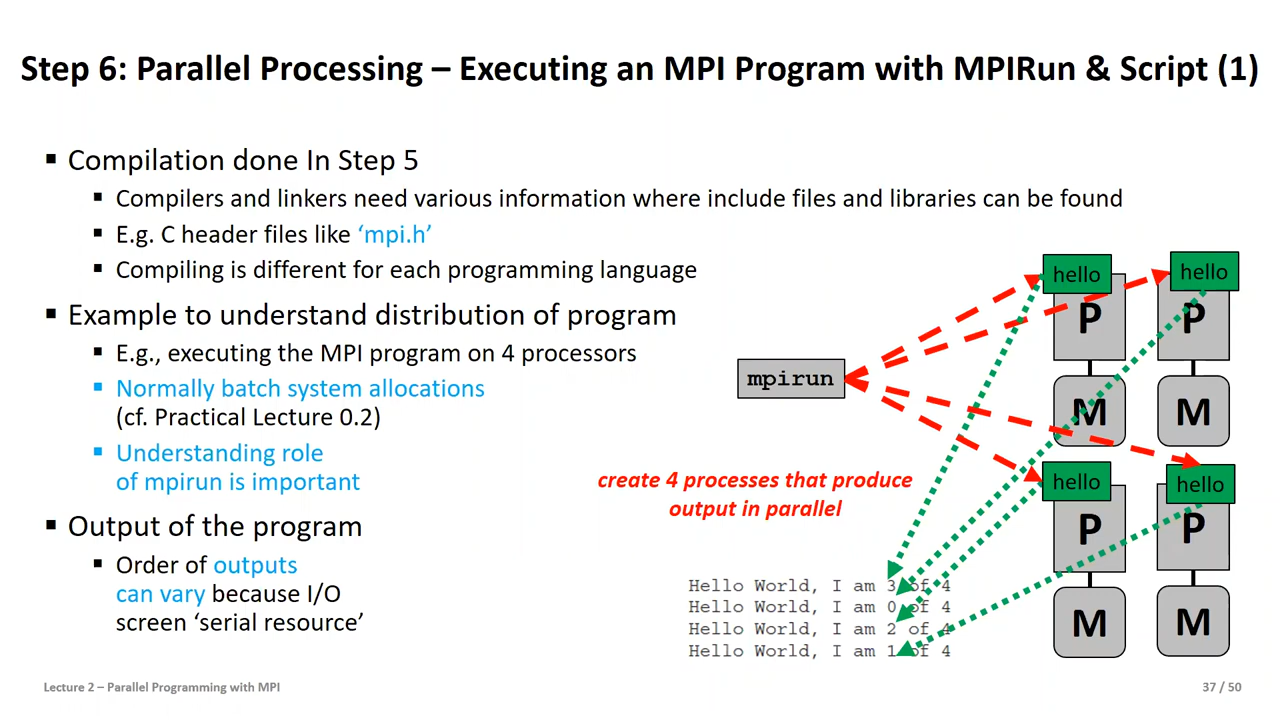 Step 6: Parallel Processing – Executing an MPI Program with MPIRun & Script (1)
▪ Compilation done In Step 5
▪ Compilers and linkers need various information where include files and libraries can be found
▪ E.g. C header files like ‘mpi.h’
▪ Compiling is different for each programming language
▪ Example to understand distribution of program
▪ E.g., executing the MPI program on 4 processors
▪ Normally batch system allocations
(cf. Practical Lecture 0.2)
▪ Understanding role
of mpirun is important
▪ Output of the program
▪ Order of outputs
can vary because I/O
screen ‘serial resource’
mpirun
create 4 processes that produce
output in parallel
hello
hello
P
P
M
M
hello
hello
P
P
M
M
Hello World, I am 3 of 4
Hello World, I am 0 of 4
Hello World, I am 2 of 4
Hello World, I am 1 of 4
Lecture 2 – Parallel Programming with MPI
37 / 50